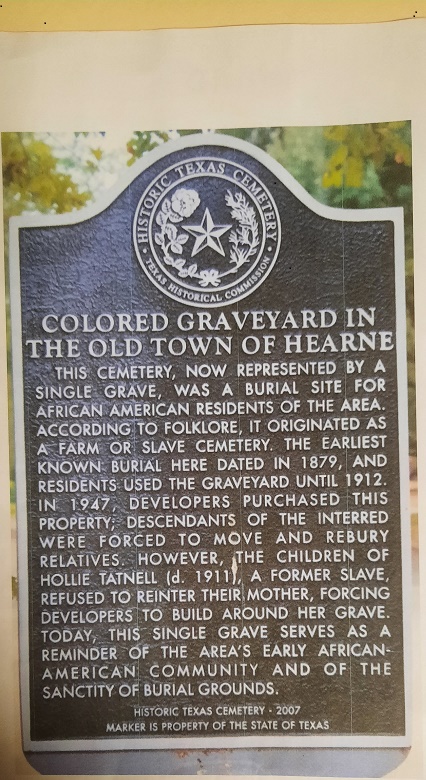 HISTORIC TEXAS CEMETERY
TEXAS HISTORICAL COMMISSION
COLORED GRAVEYARD IN
THE OLD TOWN OF HEARNE
THIS CEMETERY, NOW REPRESENTED BY A
SINGLE GRAVE, WAS A BURIAL SITE FOR
AFRICAN AMERICAN RESIDENTS OF THE AREA.
ACCORDING TO FOLKLORE, IT ORIGINATED AS
A FARM OR SLAVE CEMETERY. THE EARLIEST
KNOWN BURIAL HERE DATED IN 1879, AND
RESIDENTS USED THE GRAVEYARD UNTIL 1912.
IN 1947, DEVELOPERS PURCHASED THIS
PROPERTY; DESCENDANTS OF THE INTERRED
WERE FORCED TO MOVE AND REBURY
RELATIVES. HOWEVER, THE CHILDREN OF
HOLLIE TATNELL (d. 1911), A FORMER SLAVE,
REFUSED TO REINTER THEIR MOTHER, FORCING
DEVELOPERS TO BUILD AROUND HER GRAVE.
TODAY, THIS SINGLE GRAVE SERVES AS A
REMINDER OF THE AREA'S EARLY AFRICAN-
AMERICAN COMMUNITY AND OF THE
SANCTITY OF BURIAL GROUNDS.
HISTORIC TEXAS CEMETERY - 2007
MARKER IS PROPERTY OF THE STATE OF TEXAS